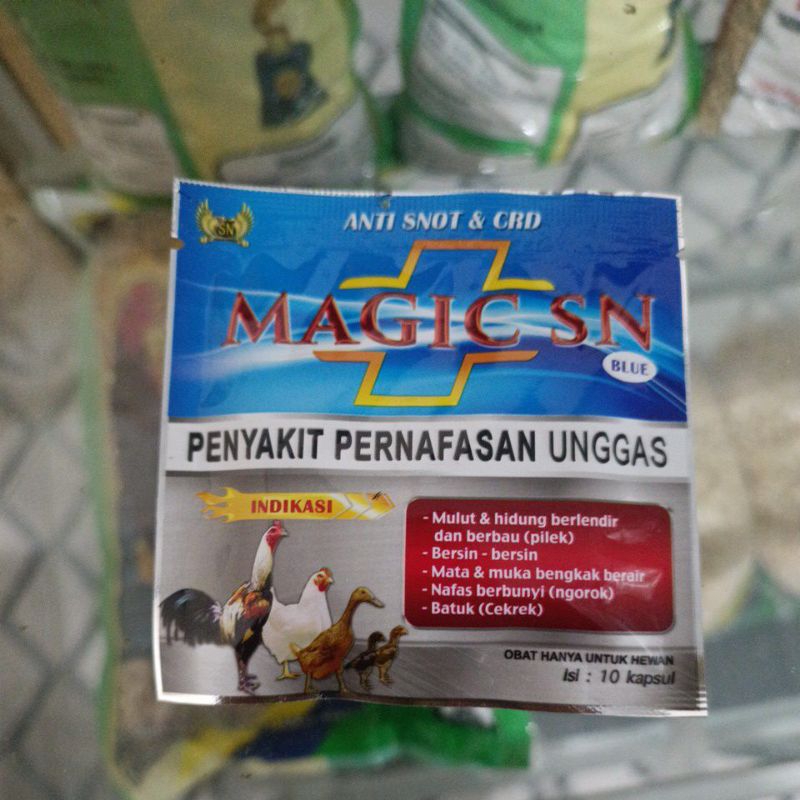 SN
ANTI SNOT & CRD
MAGIC SN
BLUE
PENYAKIT PERNAFASAN UNGGAS
INDIKASI
- Mulut & hidung berlendir
dan berbau (pilek)
- Bersin - bersin
- Mata & muka bengkak berair
- Nafas berbunyi (ngorok)
- Batuk (Cekrek)
OBAT HANYA UNTUK HEWAN
Isi : 10 kapsul